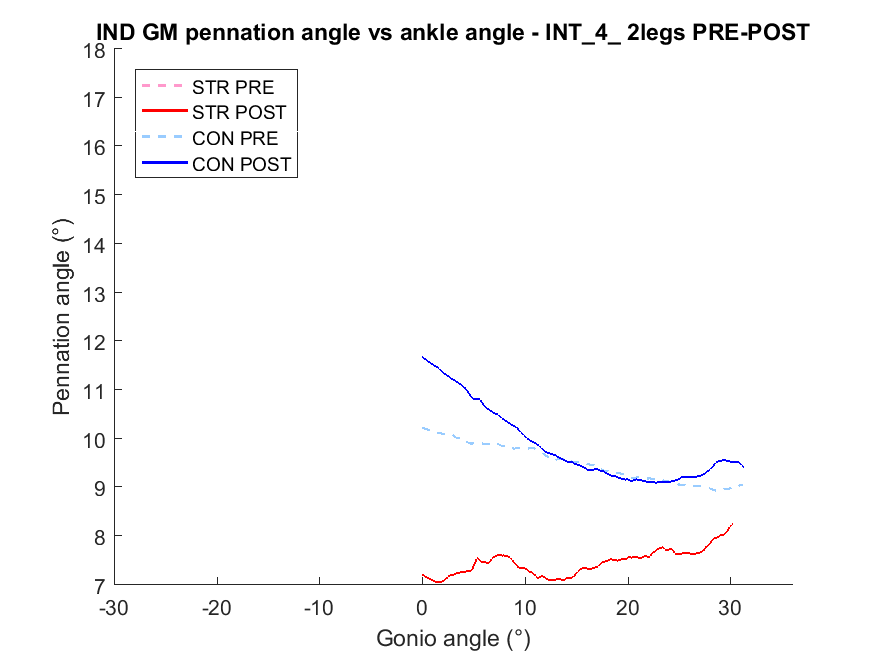 IND GM pennation angle vs ankle angle - INT_4_ 2legs PRE-POST
18
17
16
15
14
13
12
11
10
9
8
7
Pennation angle (°)
STR PRE
STR POST
CON PRE
CON POST
-30
-20
-10
0
10
20
30
Gonio angle (°)